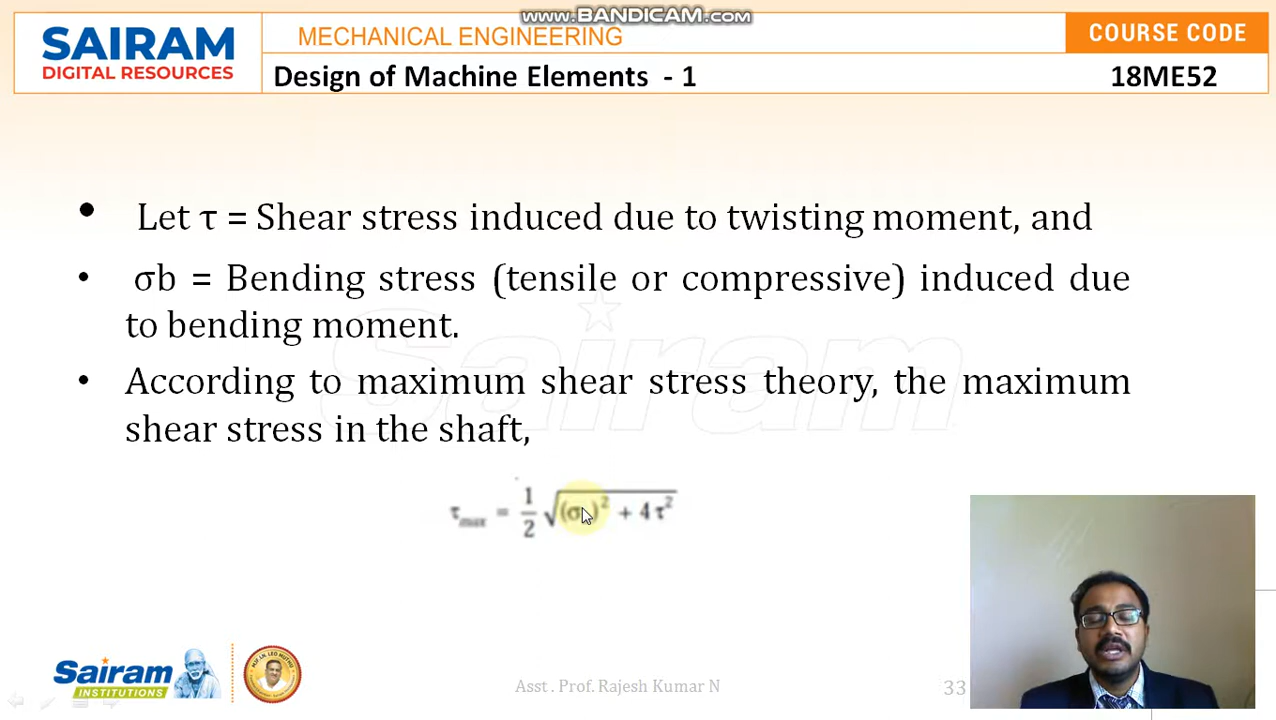 www.BANDICAM.com
SAIRAM
DIGITAL RESOURCES
MECHANICAL ENGINEERING
COURSE CODE
Design of Machine Elements - 1
18ME52
• Let τ = Shear stress induced due to twisting moment, and
• σb = Bending stress (tensile or compressive) induced due
to bending moment.
• According to maximum shear stress theory, the maximum
shear stress in the shaft,
Sairam
τmax = 1/2 √(σ )² + 4τ²
Sairam
INSTITUTIONS
Asst . Prof. Rajesh Kumar N
33